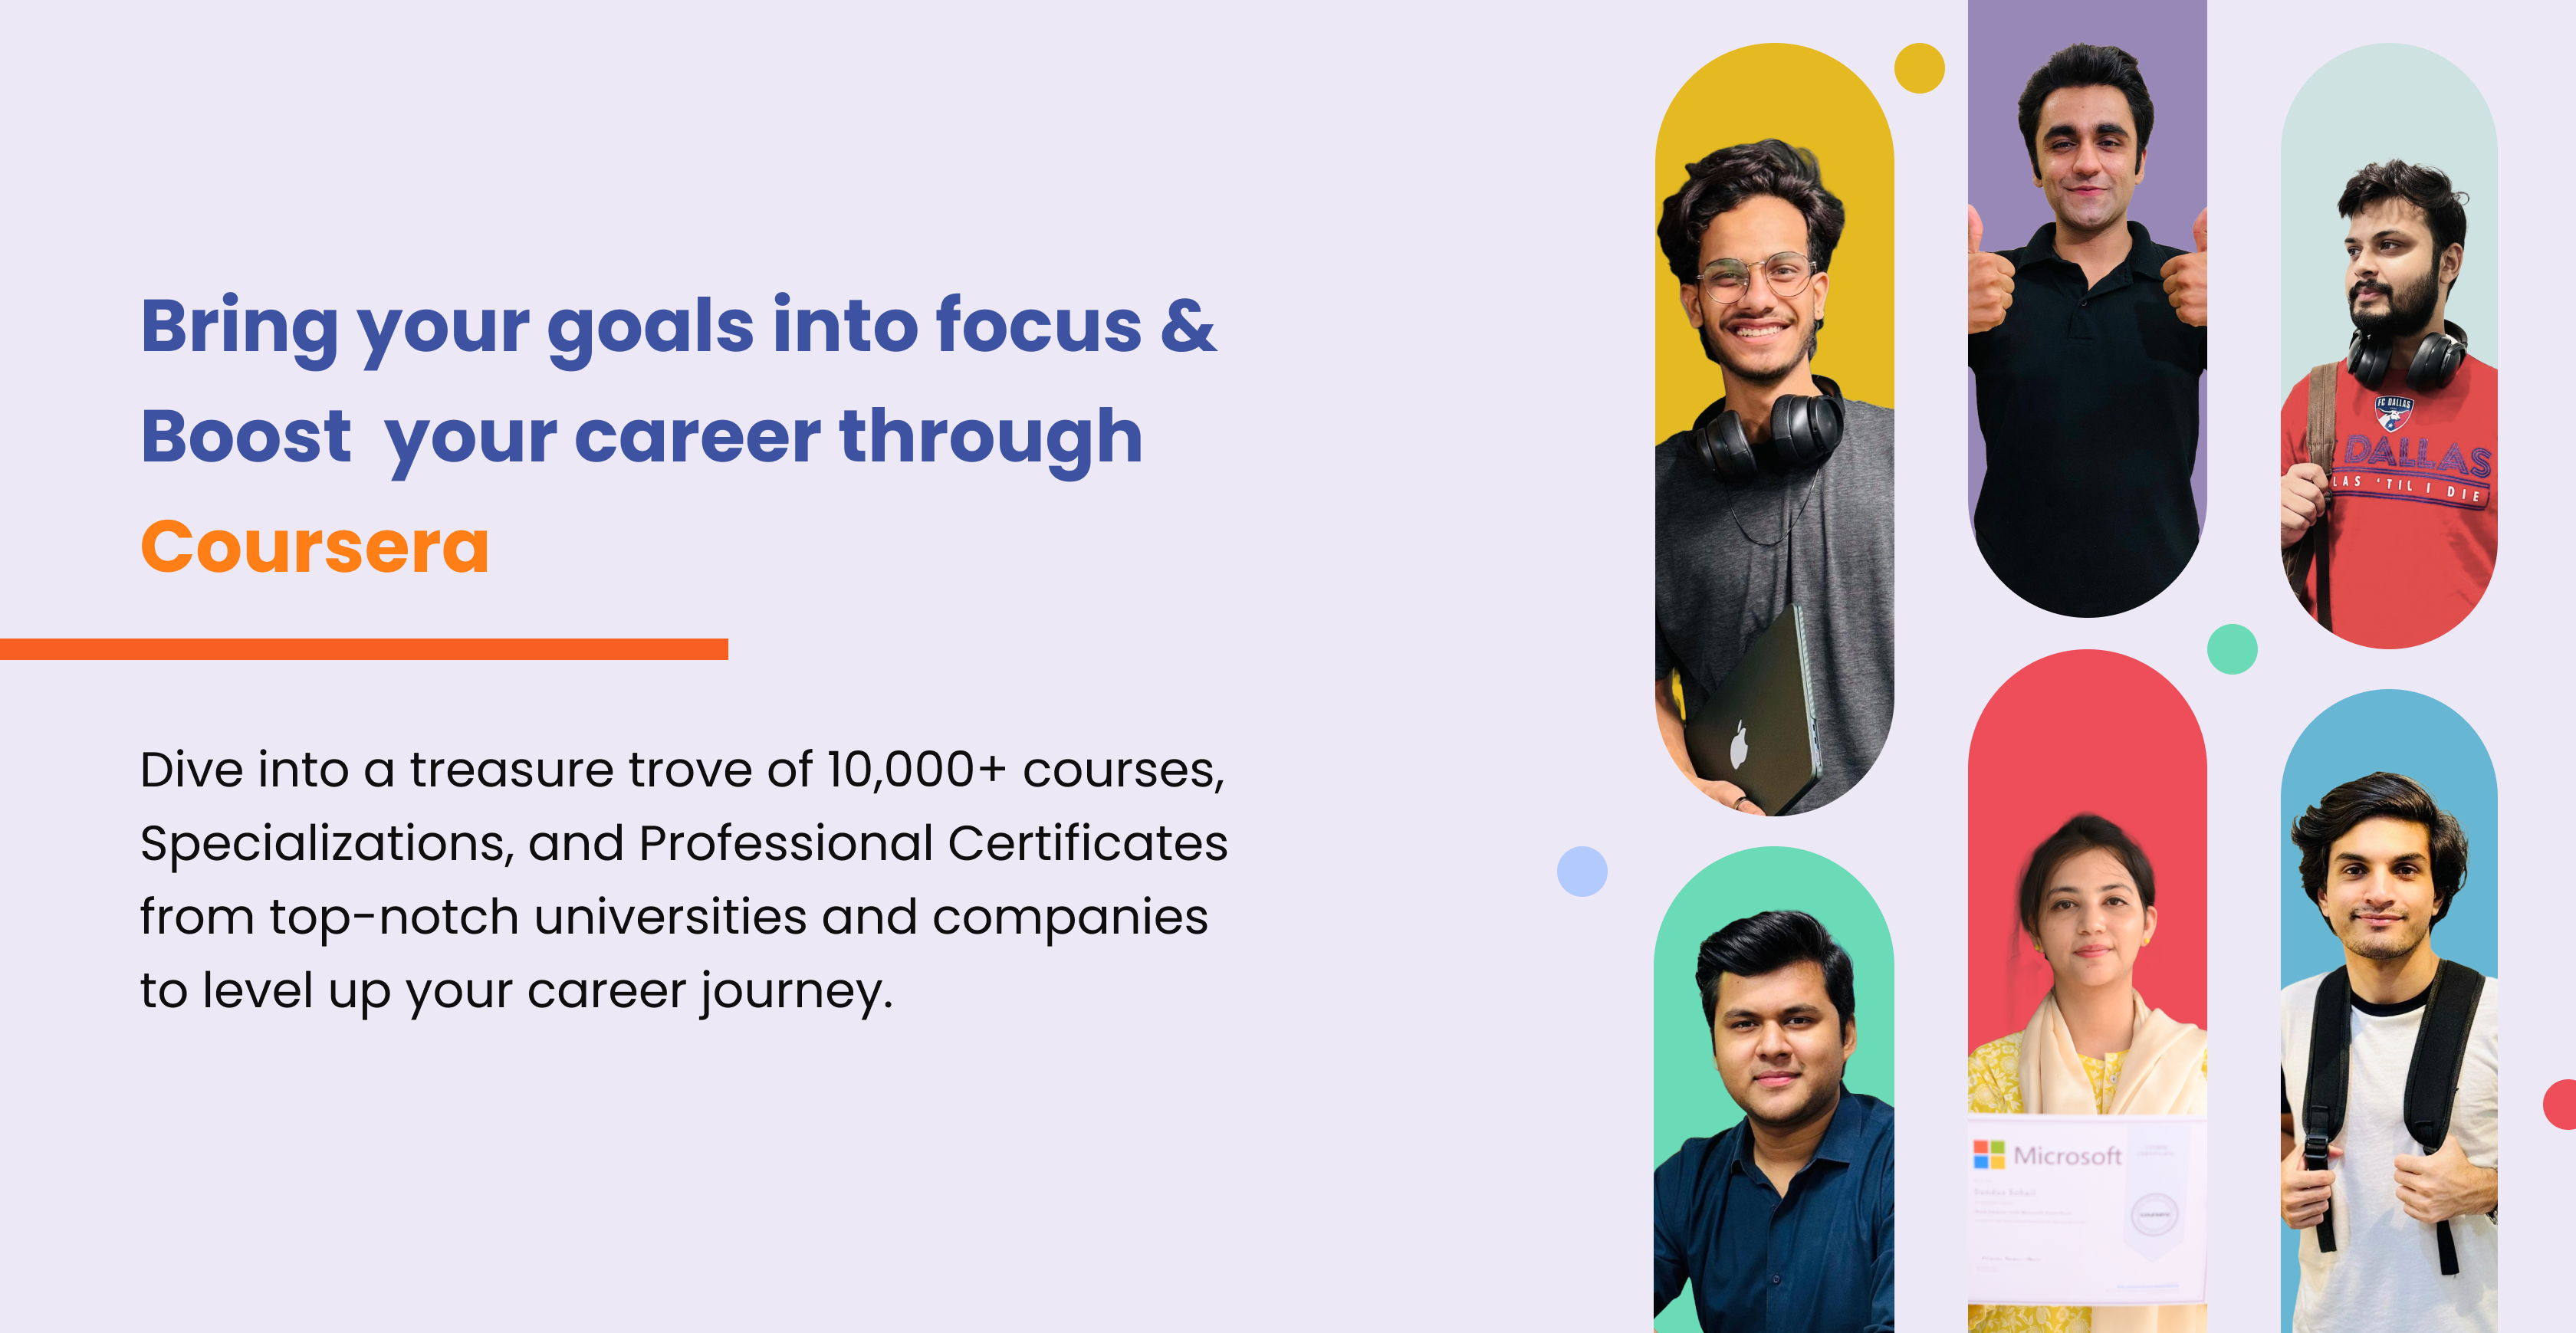 Bring your goals into focus &
Boost  your career through
Coursera
Dive into a treasure trove of 10,000+ courses,
Specializations, and Professional Certificates
from top-notch universities and companies
to level up your career journey.
FC DALLAS
DALLAS
LAS 'TIL I DIE
Microsoft